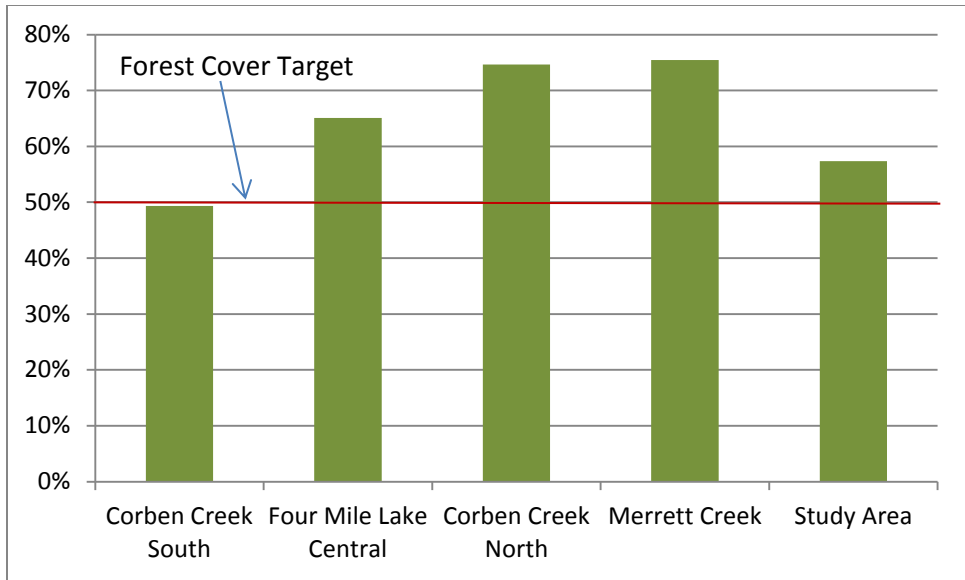 80%
Forest Cover Target
70%
60%
50%
40%
30%
20%
10%
0%
Corben Creek South
Four Mile Lake Central
Corben Creek North
Merrett Creek
Study Area